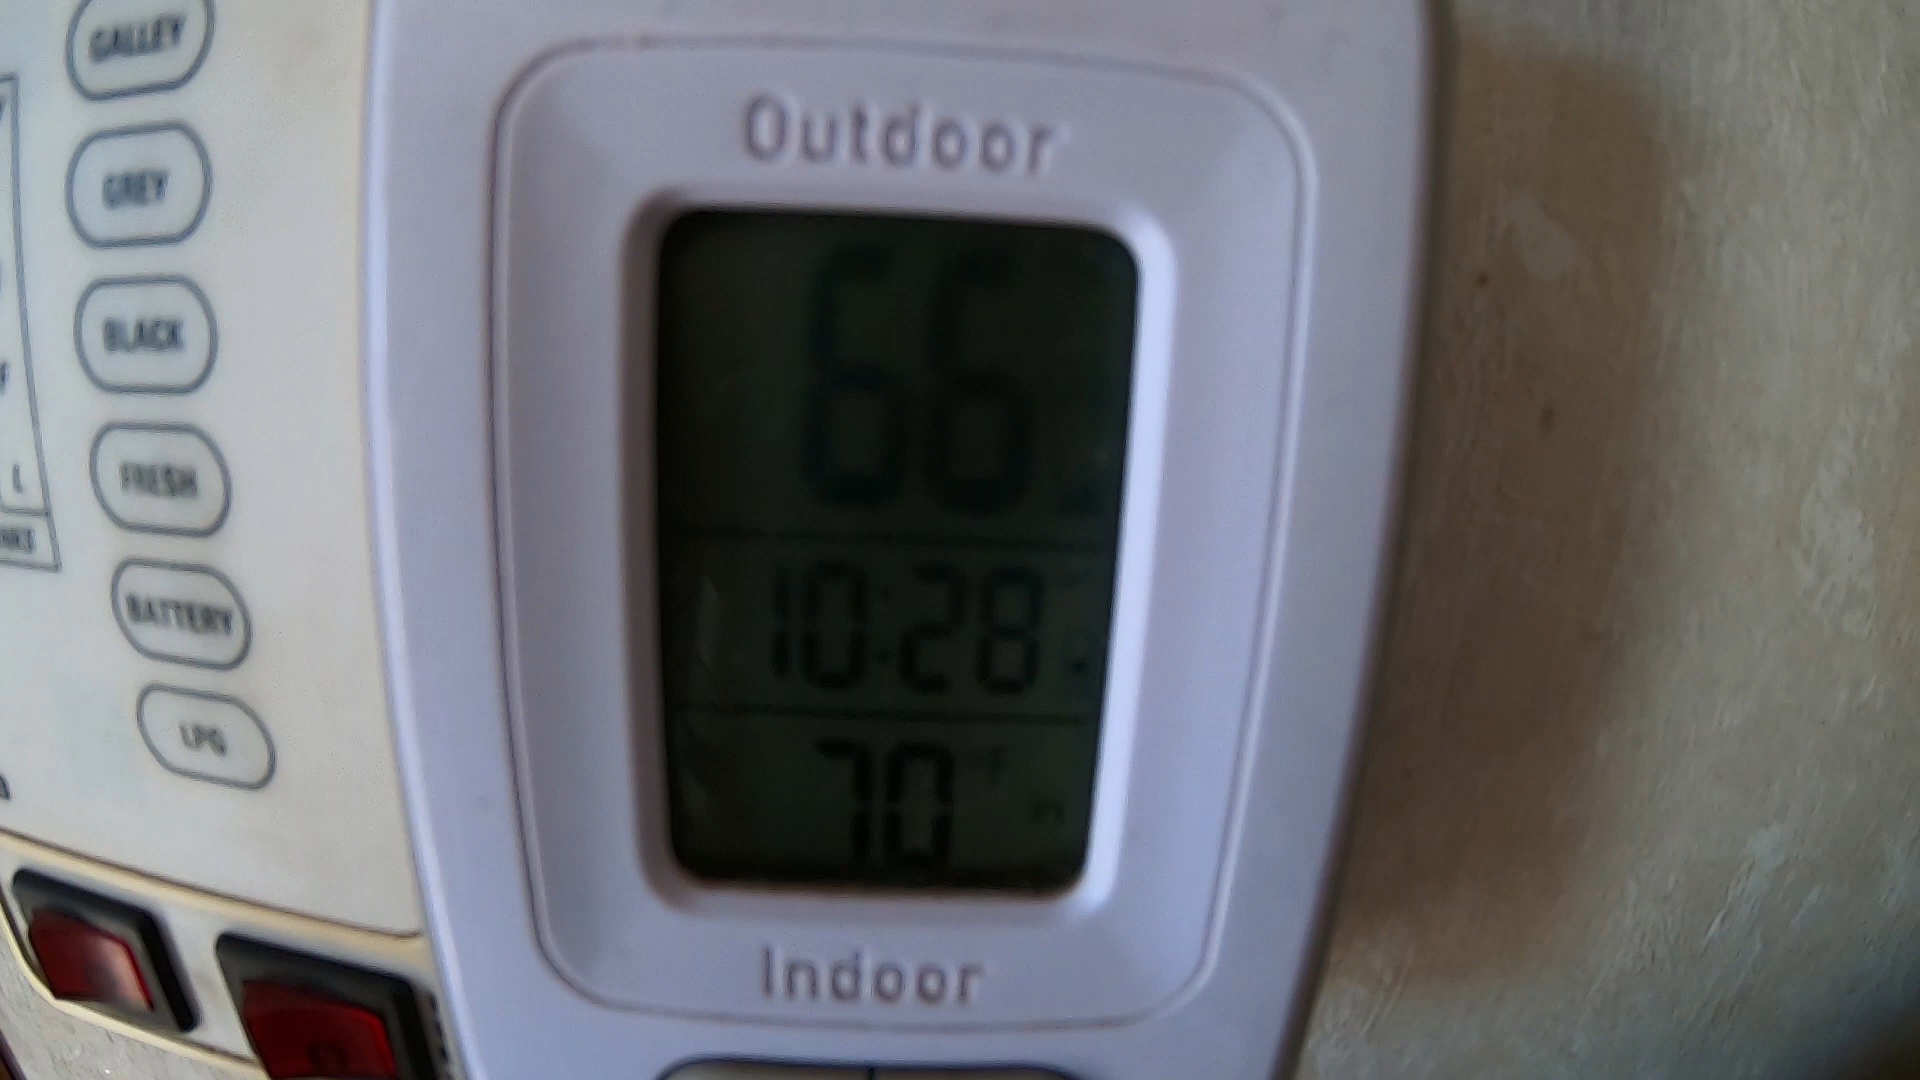 GALLEY
GREY
BLACK
FRESH
BATTERY
LPG
Outdoor
66
10:28
70 °F
Indoor